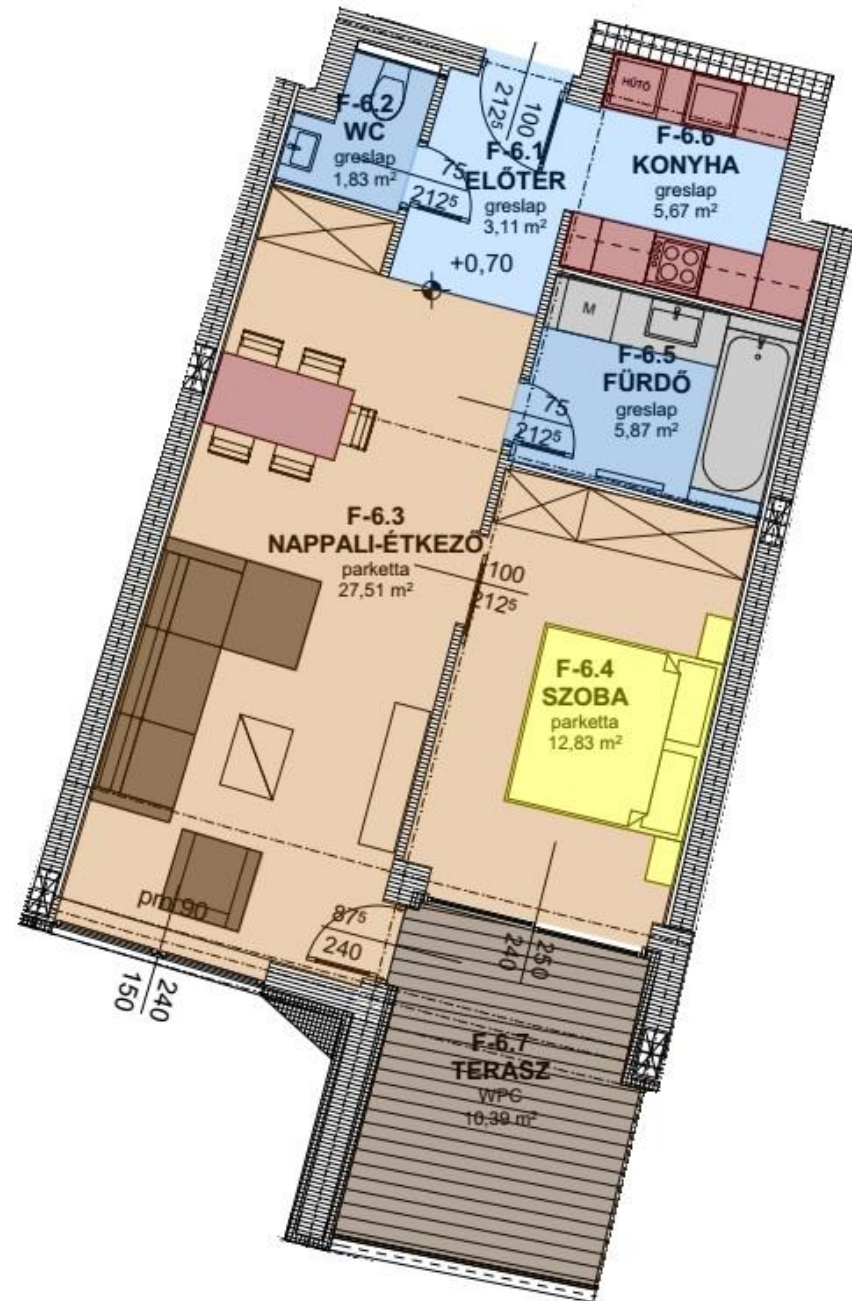 HŰTŐ
F-6.2
WC
greslap
1,83 m²
100
212⁵
F-6.1
ELŐTÉR
greslap
3,11 m²
75
212⁵
+0,70
F-6.6
KONYHA
greslap
5,67 m²
M
F-6.5
FÜRDŐ
greslap
5,87 m²
75
212⁵
F-6.3
NAPPALI-ÉTKEZŐ
parketta
27,51 m²
100
212⁵
F-6.4
SZOBA
parketta
12,83 m²
pm:90
87⁵
240
250
240
240
150
F-6.7
TERASZ
WPC
10,39 m²